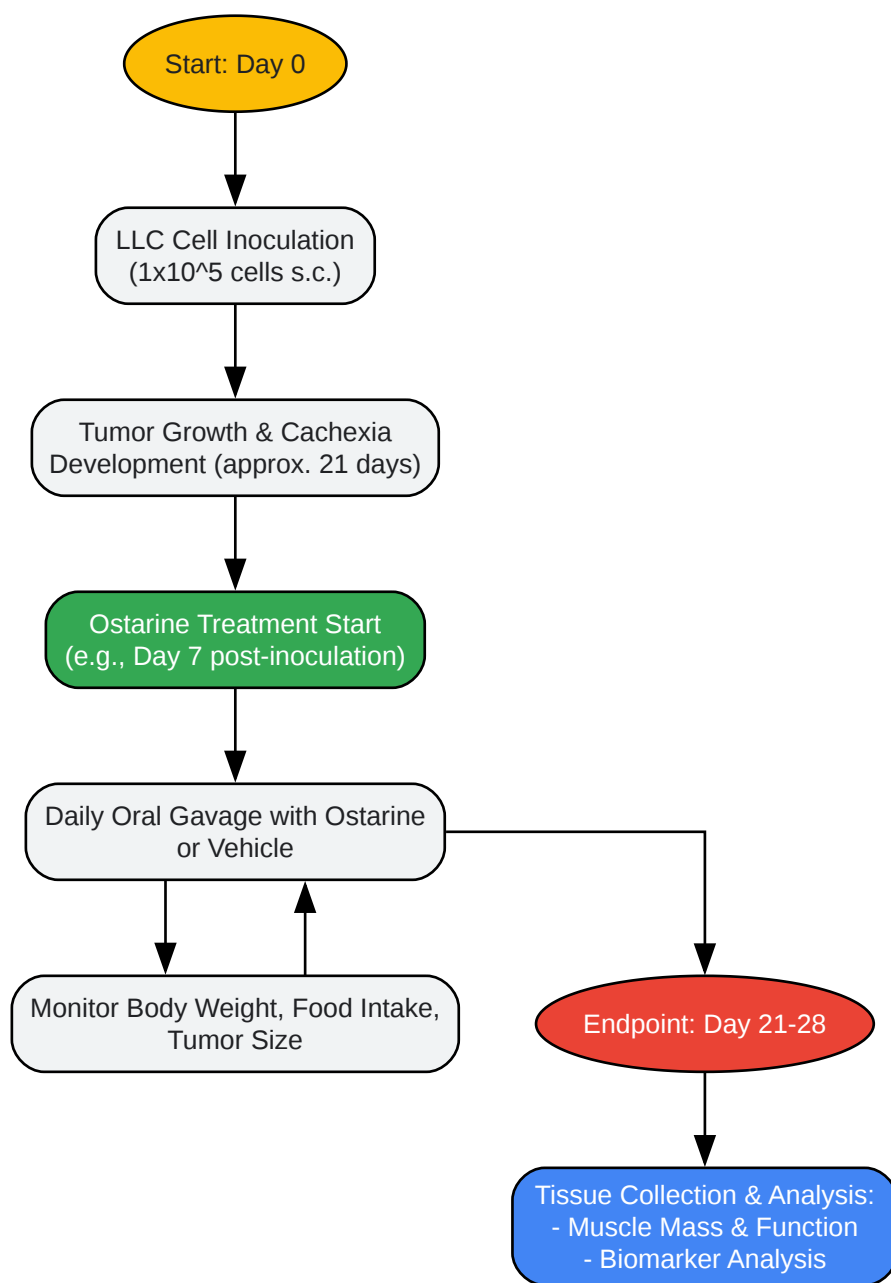 Start: Day 0
LLC Cell Inoculation
(1x10^5 cells s.c.)
Tumor Growth & Cachexia
Development (approx. 21 days)
Ostarine Treatment Start
(e.g., Day 7 post-inoculation)
Daily Oral Gavage with Ostarine
or Vehicle
Monitor Body Weight, Food Intake,
Tumor Size
Endpoint: Day 21-28
Tissue Collection & Analysis:
- Muscle Mass & Function
- Biomarker Analysis